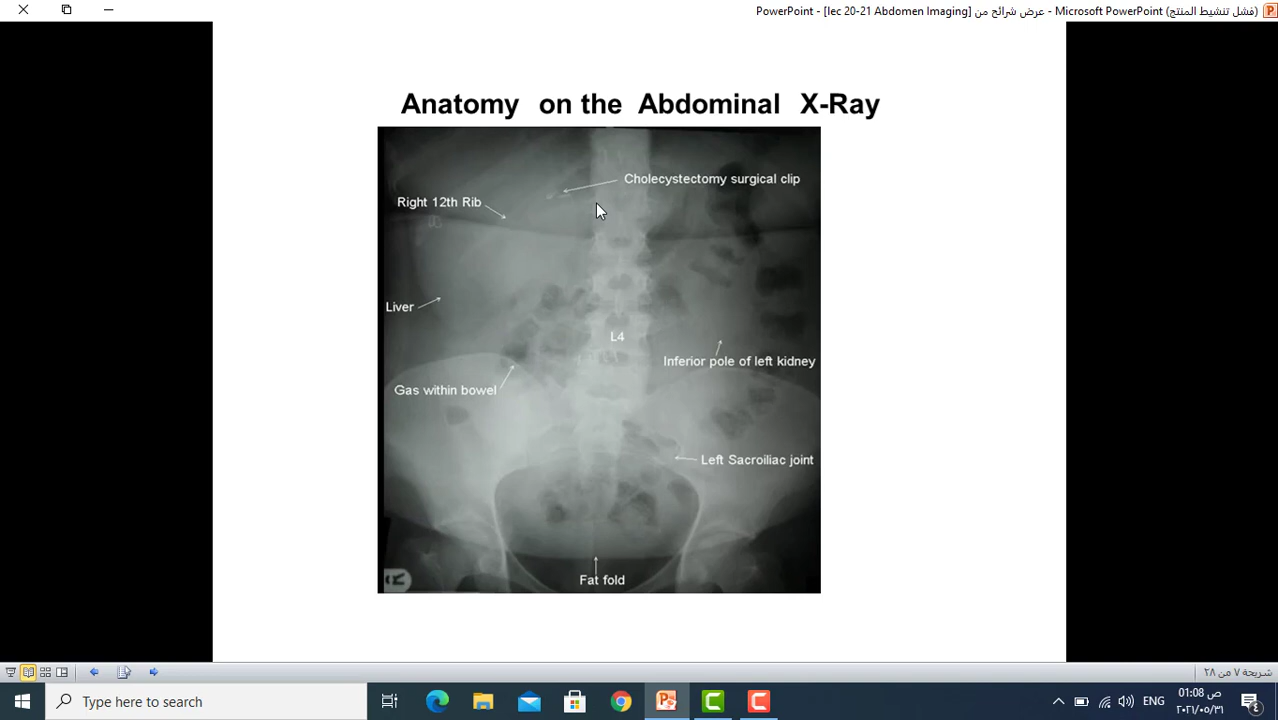 PowerPoint - [lec 20-21 Abdomen Imaging] عرض شرائح من - Microsoft PowerPoint (فشل تنشيط المنتج)
Anatomy on the Abdominal X-Ray
Cholecystectomy surgical clip
Right 12th Rib
Liver
L4
Inferior pole of left kidney
Gas within bowel
Left Sacroiliac joint
Fat fold
شريحة ٧ من ٢٨
Type here to search
ENG
01:08 ص
٢٠٢١/٠٥/٣١